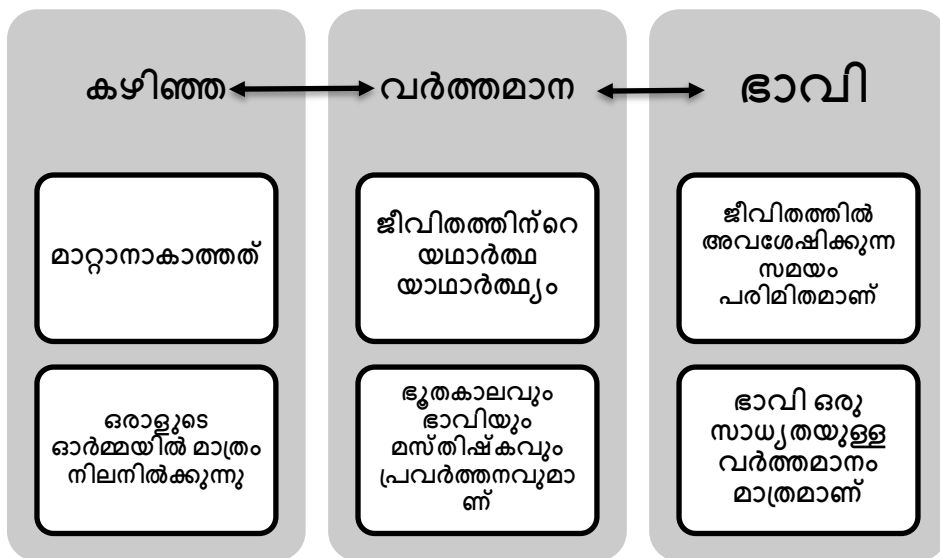 കഴിഞ്ഞ
മാറ്റാനാകാത്തത്
ഒരാളുടെ
ഓർമ്മയിൽ മാത്രം
നിലനിൽക്കുന്നു
വർത്തമാന
ജീവിതത്തിന്റെ
യഥാർത്ഥ
യാഥാർത്ഥ്യം
ഭൂതകാലവും
ഭാവിയും
മസ്തിഷ്കവും
പ്രവർത്തനവുമാ
ണ്
ഭാവി
ജീവിതത്തിൽ
അവശേഷിക്കുന്ന
സമയം
പരിമിതമാണ്
ഭാവി ഒരു
സാധ്യതയുള്ള
വർത്തമാനം
മാത്രമാണ്